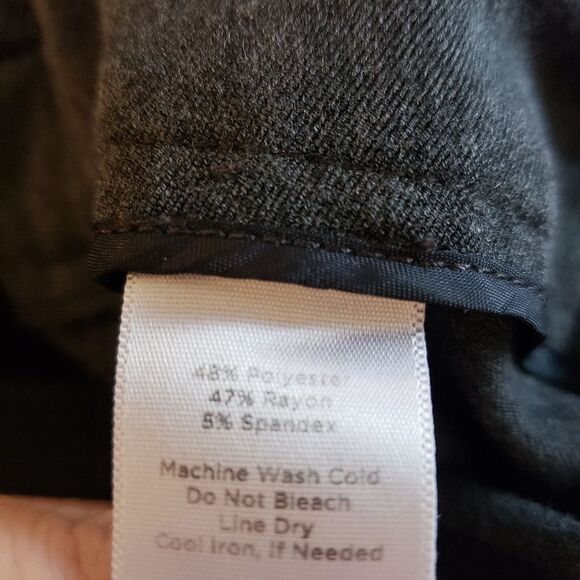 48% Polyester
47% Rayon
5% Spandex
Machine Wash Cold
Do Not Bleach
Line Dry
Cool Iron, If Needed